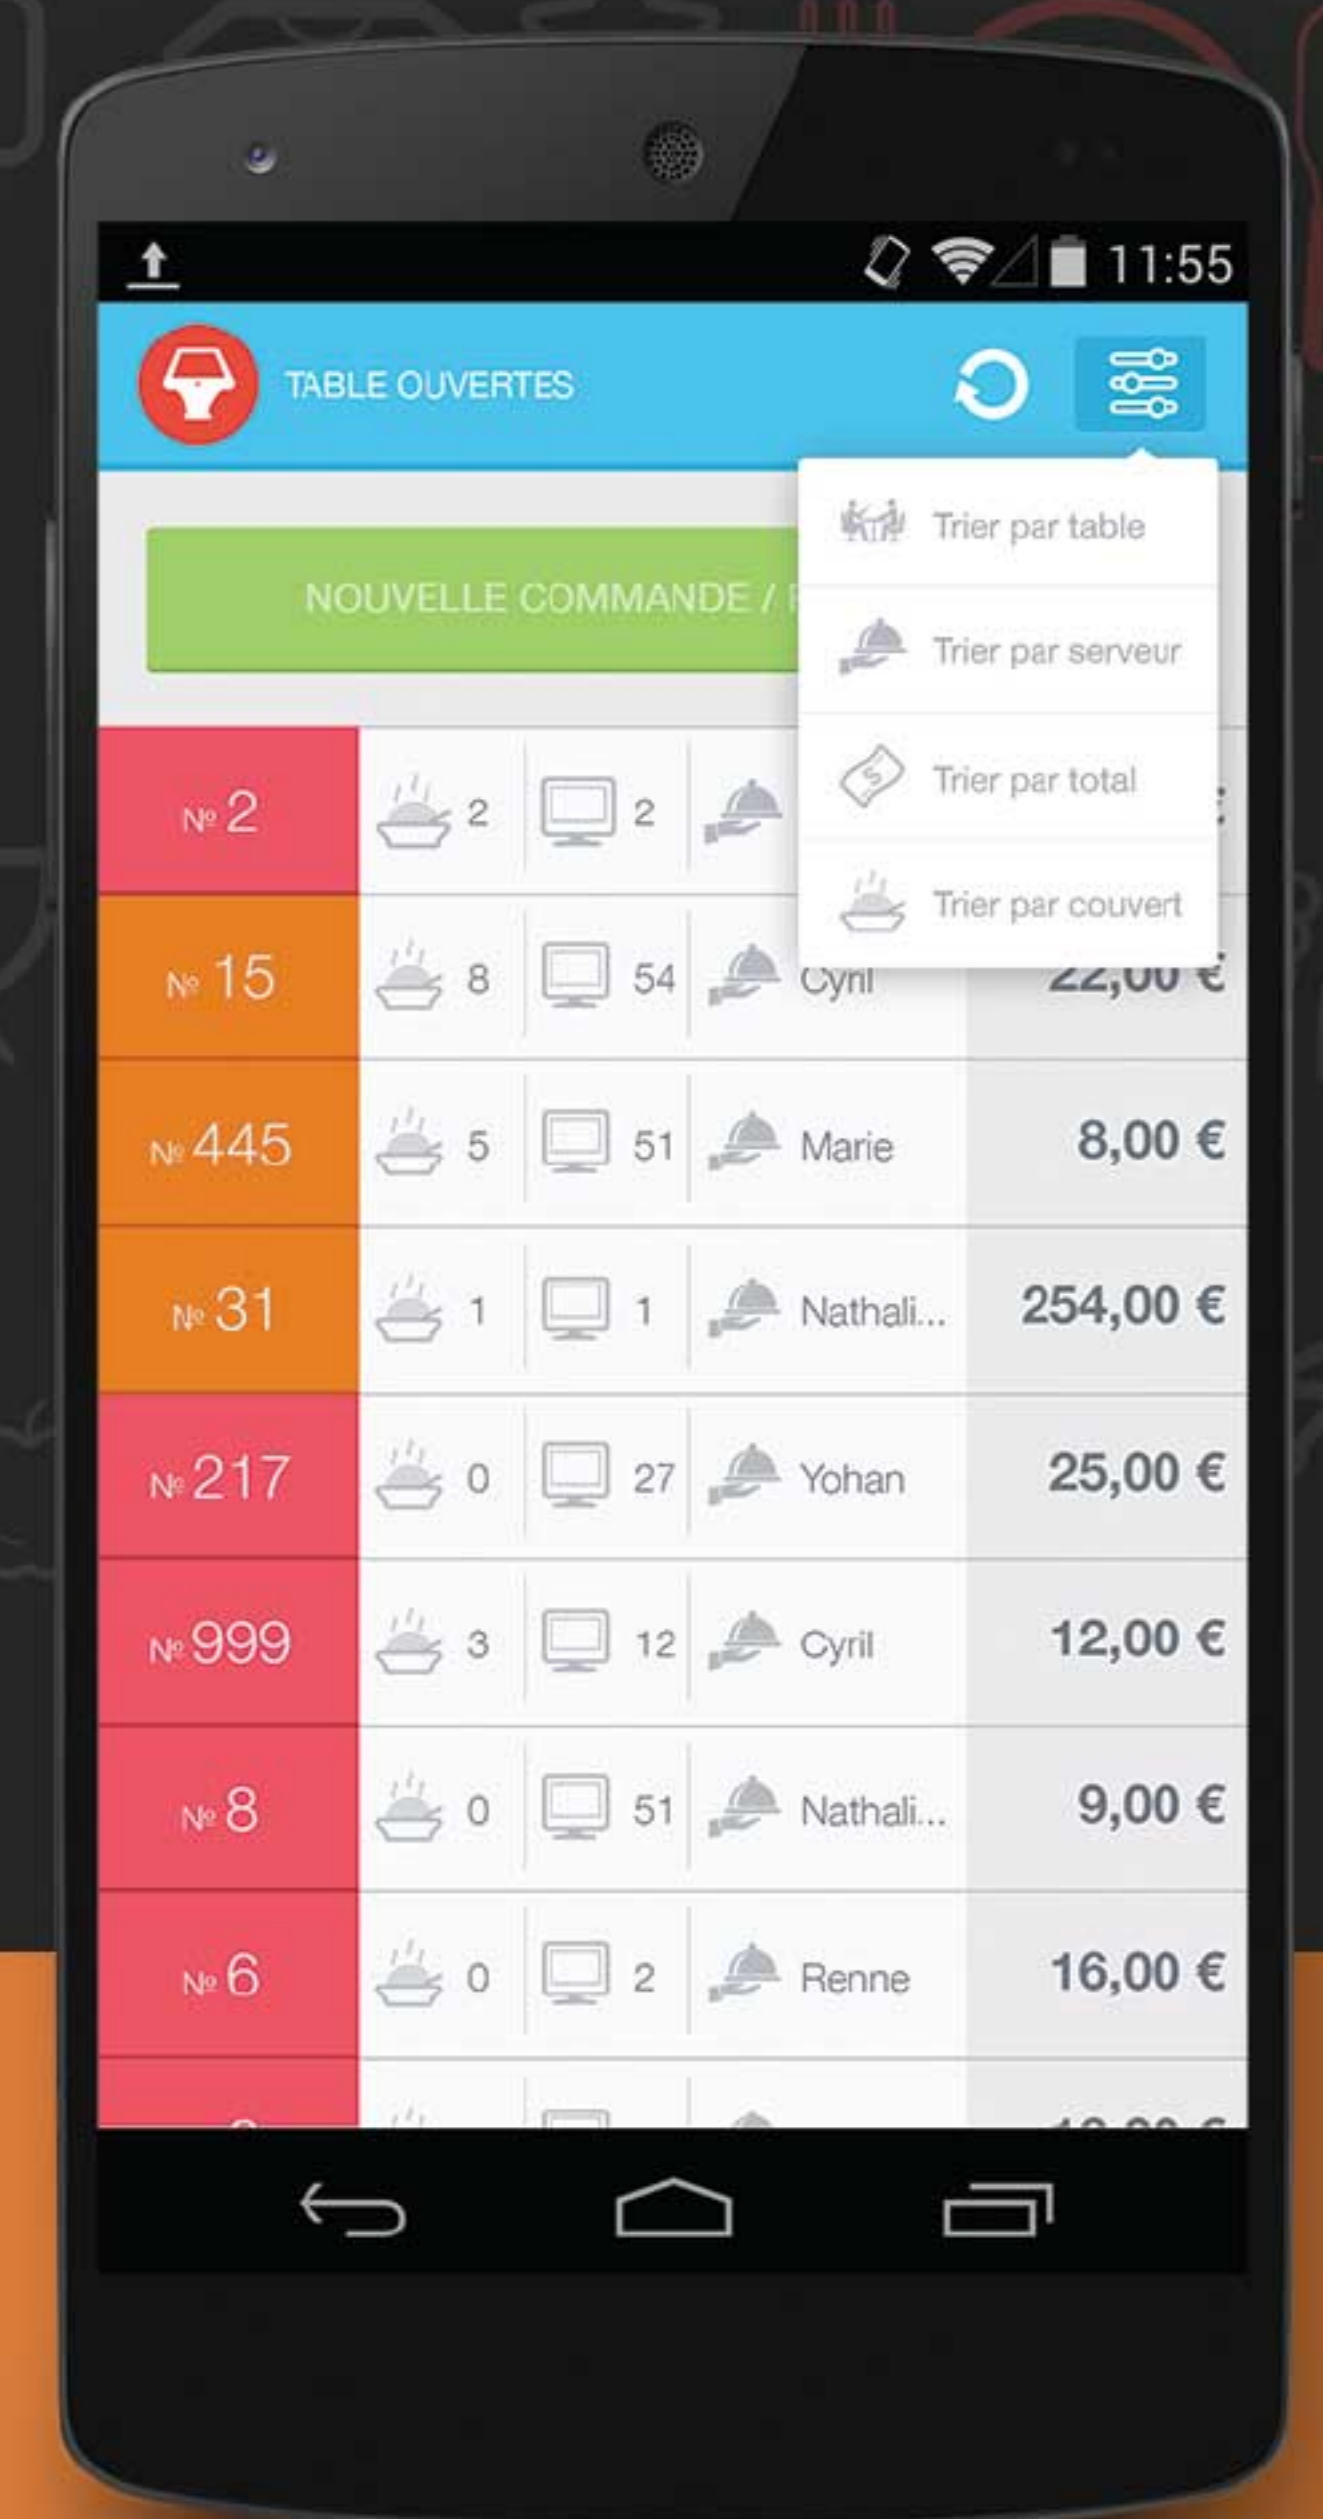 11:55
TABLE OUVERTES
Trier par table
NOUVELLE COMMANDE /
Trier par serveur
Trier par total
Nº 2 2 2
Trier par couvert
Nº 15 8 54 Cyril 22,00 €
Nº 445 5 51 Marie 8,00 €
Nº 31 1 1 Nathali... 254,00 €
Nº 217 0 27 Yohan 25,00 €
Nº 999 3 12 Cyril 12,00 €
Nº 8 0 51 Nathali... 9,00 €
Nº 6 0 2 Renne 16,00 €